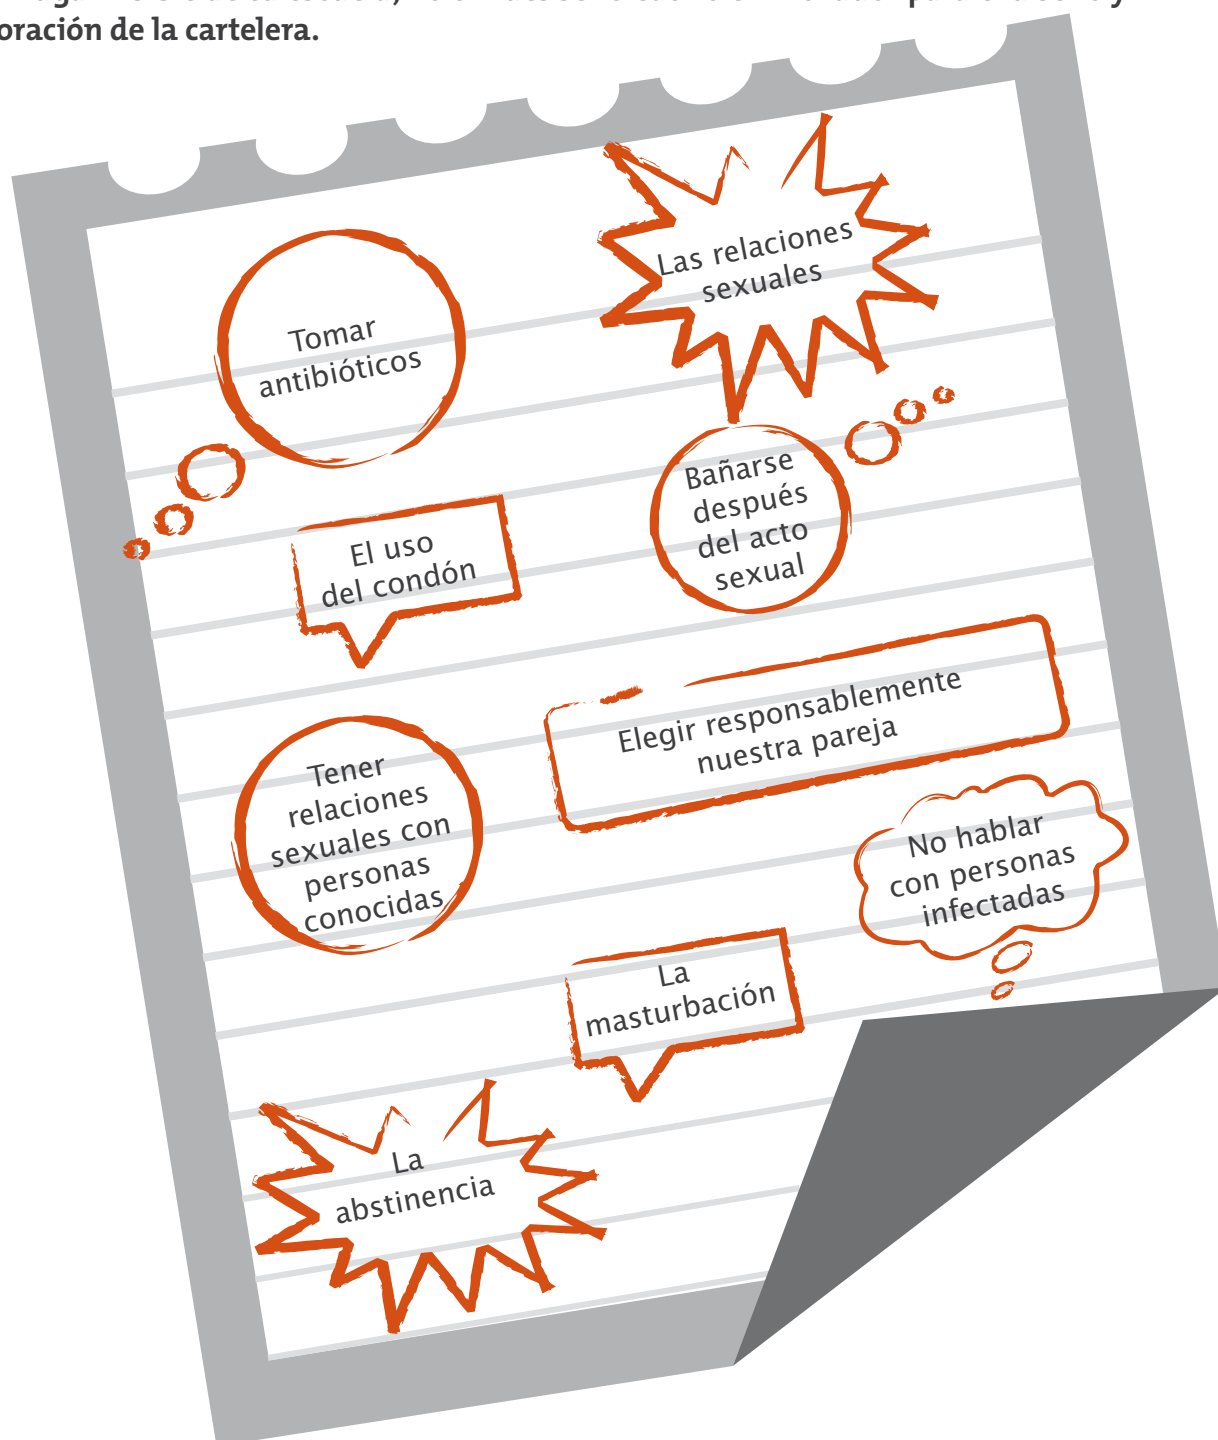 oración de la cartelera.
Las relaciones
sexuales
Tomar
antibióticos
Bañarse
después
del acto
sexual
El uso
del condón
Elegir responsablemente
nuestra pareja
Tener
relaciones
sexuales con
personas
conocidas
No hablar
con personas
infectadas
La
masturbación
La
abstinencia